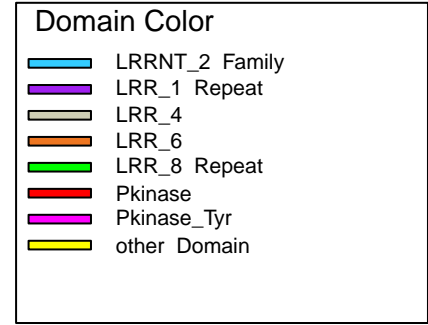 Domain Color
LRRNT_2 Family
LRR_1 Repeat
LRR_4
LRR_6
LRR_8 Repeat
Pkinase
Pkinase_Tyr
other Domain